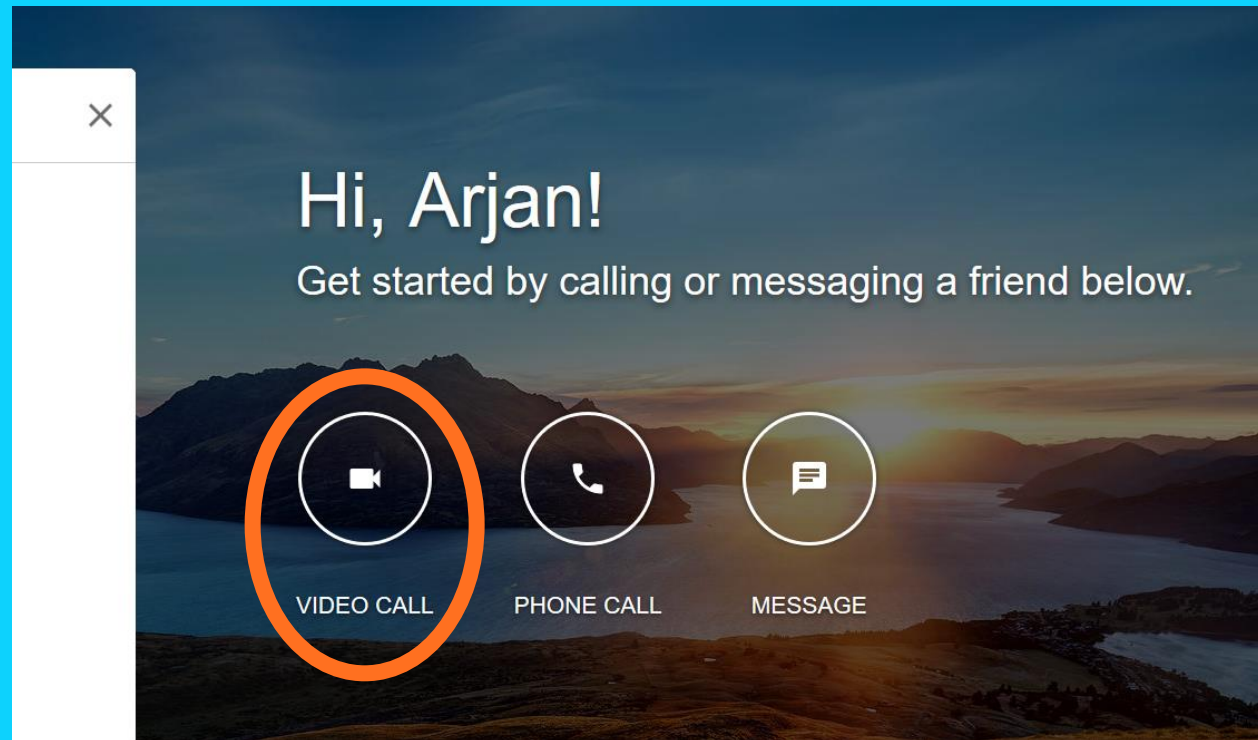 Hi, Arjan!
Get started by calling or messaging a friend below.
VIDEO CALL
PHONE CALL
MESSAGE